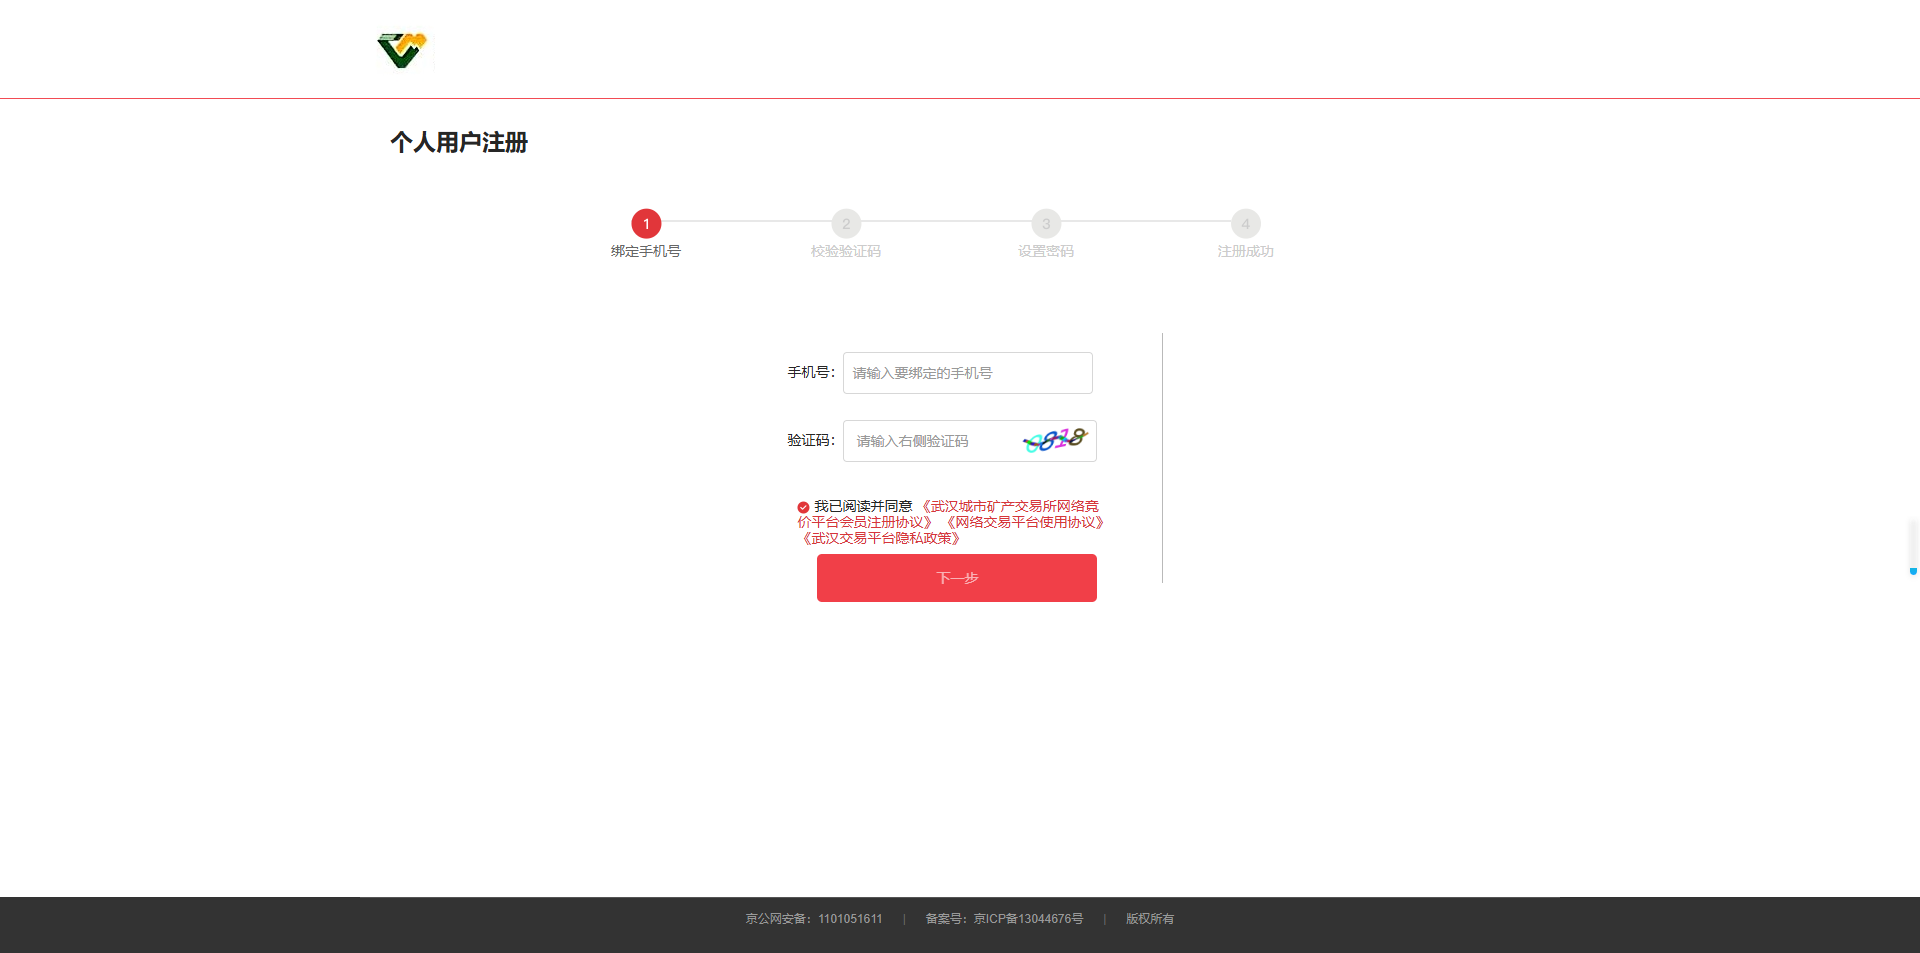 个人用户注册
1 2 3 4
绑定手机号 校验验证码 设置密码 注册成功
手机号： 请输入要绑定的手机号
验证码： 请输入右侧验证码 8818
我已阅读并同意 《武汉城市矿产交易所网络竞
价平台会员注册协议》 《网络交易平台使用协议》
《武汉交易平台隐私政策》
下一步
京公网安备：1101051611 | 备案号：京ICP备13044676号 | 版权所有